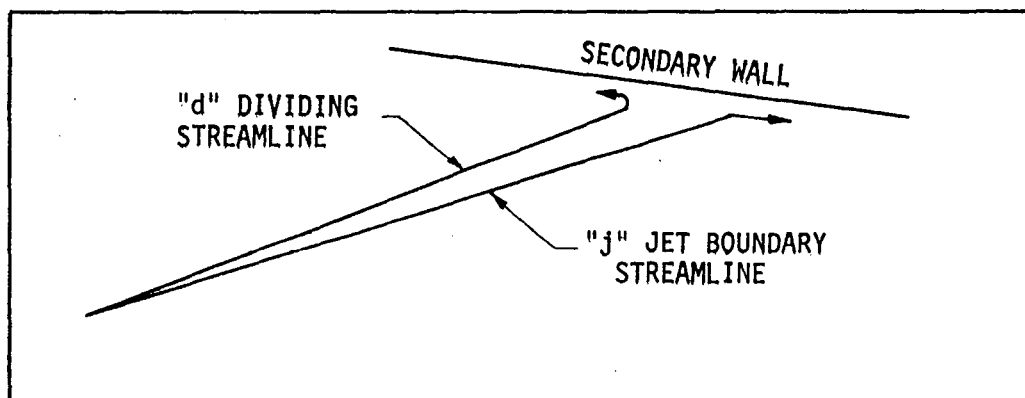 SECONDARY WALL
"d" DIVIDING
STREAMLINE
"j" JET BOUNDARY
STREAMLINE